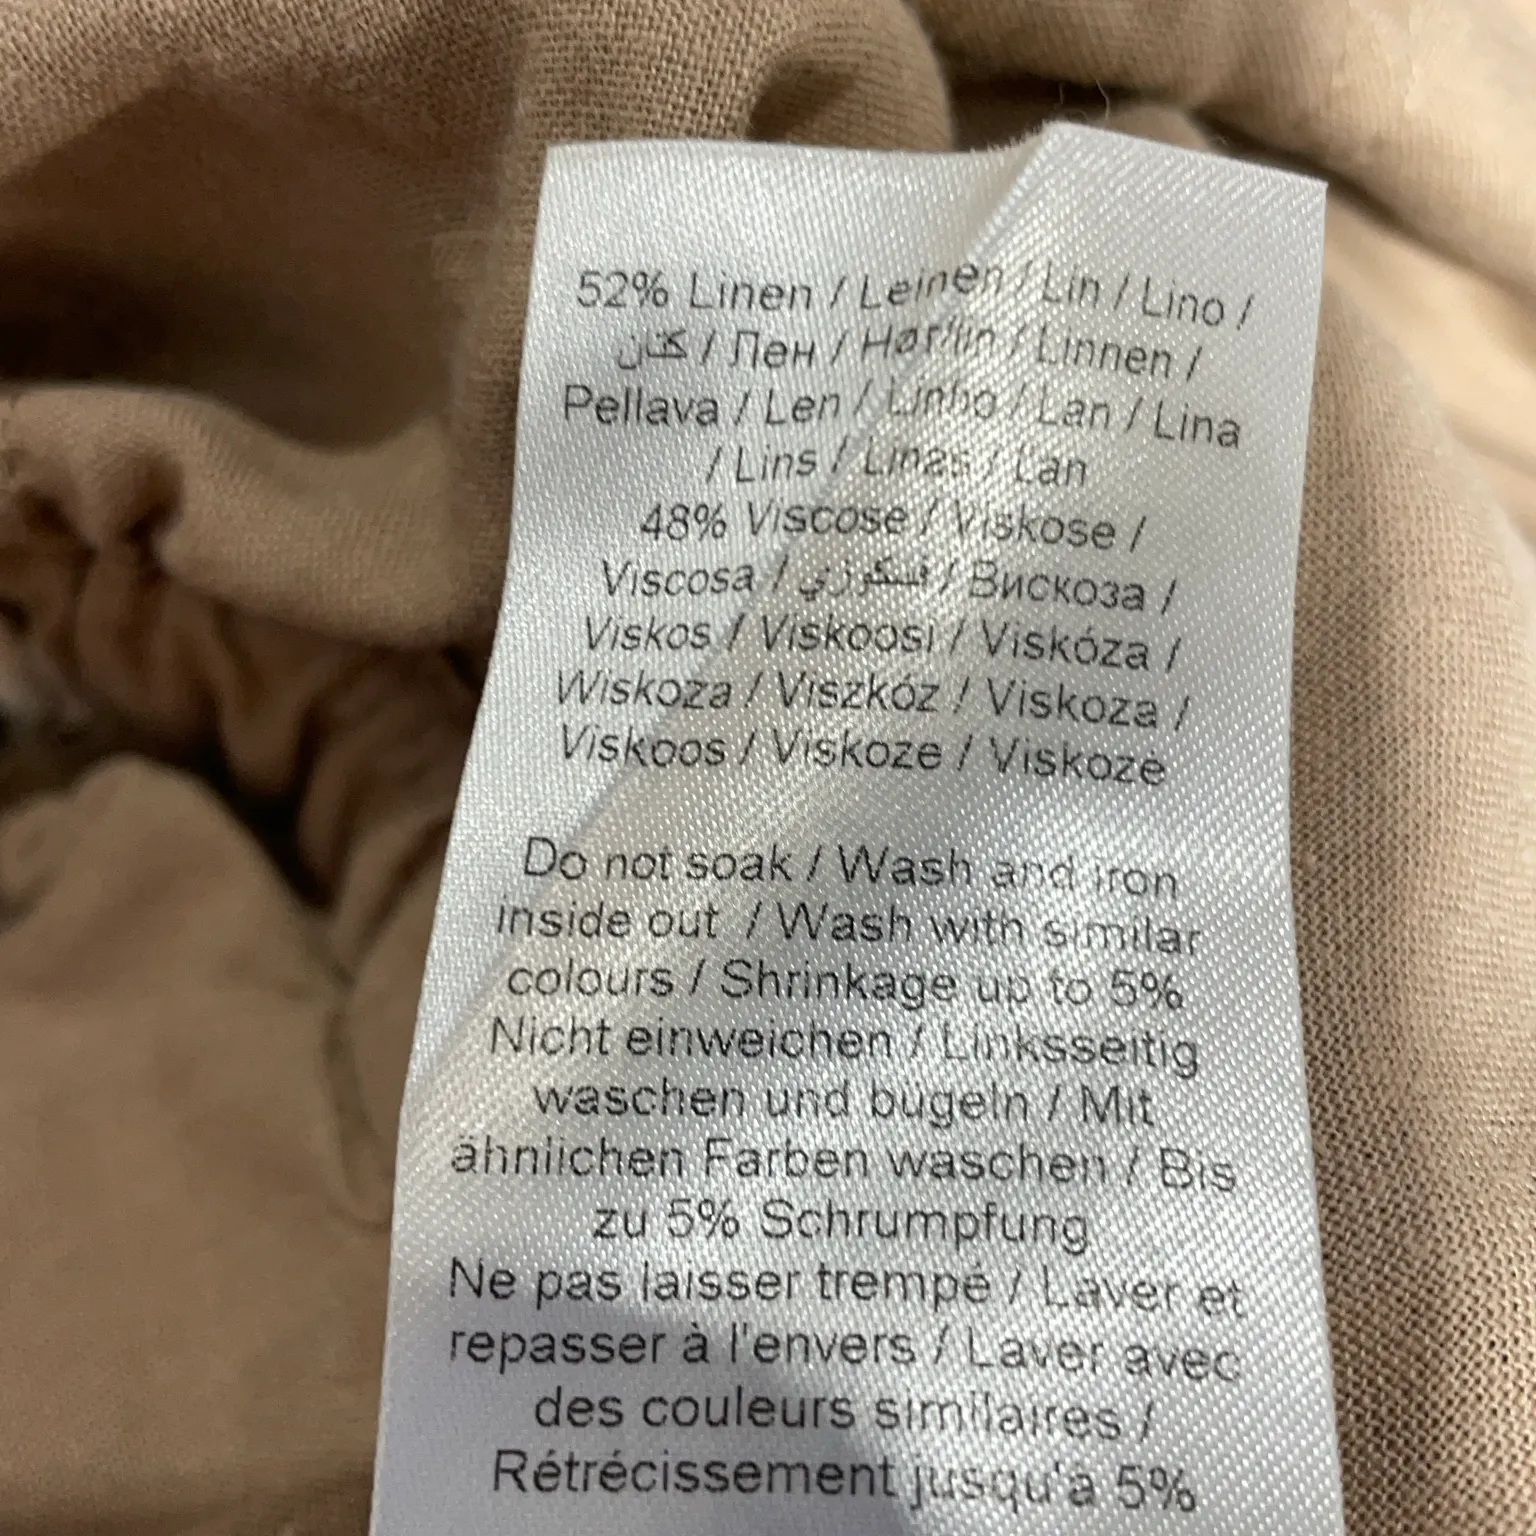 52% Linen / Leinen / Lin / Lino /
كتان / Лен / Hør/lin / Linnen /
Pellava / Len / Linho / Lan / Lina
/ Lins / Linas / Lan
48% Viscose / Viskose /
Viscosa / فسكوزي / Вискоза /
Viskos / Viskoosi / Viskóza /
Wiskoza / Viszkóz / Viskoza /
Viskoos / Viskoze / Viskozė
Do not soak / Wash and iron
inside out / Wash with similar
colours / Shrinkage up to 5%
Nicht einweichen / Linksseitig
waschen und bügeln / Mit
ähnlichen Farben waschen / Bis
zu 5% Schrumpfung
Ne pas laisser trempé / Laver et
repasser à l'envers / Laver avec
des couleurs similaires /
Rétrécissement jusqu'à 5%